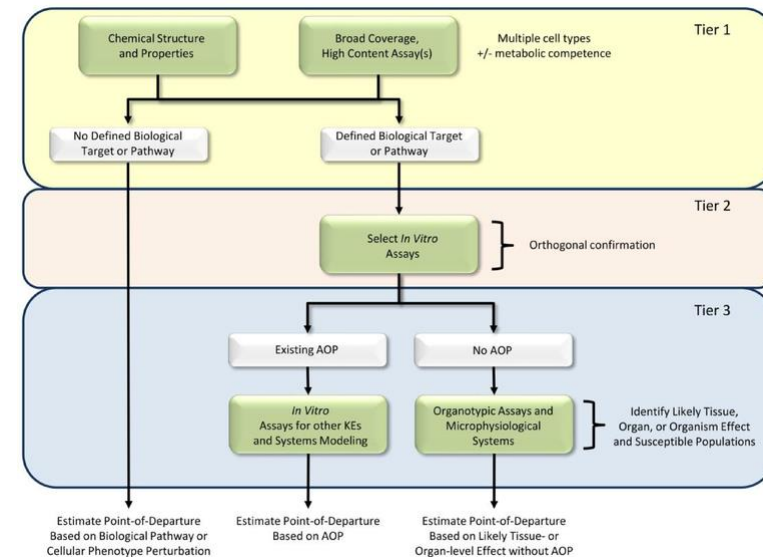 Tier 1
Chemical Structure
and Properties
Broad Coverage,
High Content Assay(s)
Multiple cell types
+/- metabolic competence
No Defined Biological
Target or Pathway
Defined Biological Target
or Pathway
Tier 2
Select In Vitro
Assays
Orthogonal confirmation
Tier 3
Existing AOP
No AOP
In Vitro
Assays for other KEs
and Systems Modeling
Organotypic Assays and
Microphysiological
Systems
Identify Likely Tissue,
Organ, or Organism Effect
and Susceptible Populations
Estimate Point-of-Departure
Based on Biological Pathway or
Cellular Phenotype Perturbation
Estimate Point-of-Departure
Based on AOP
Estimate Point-of-Departure
Based on Likely Tissue- or
Organ-level Effect without AOP